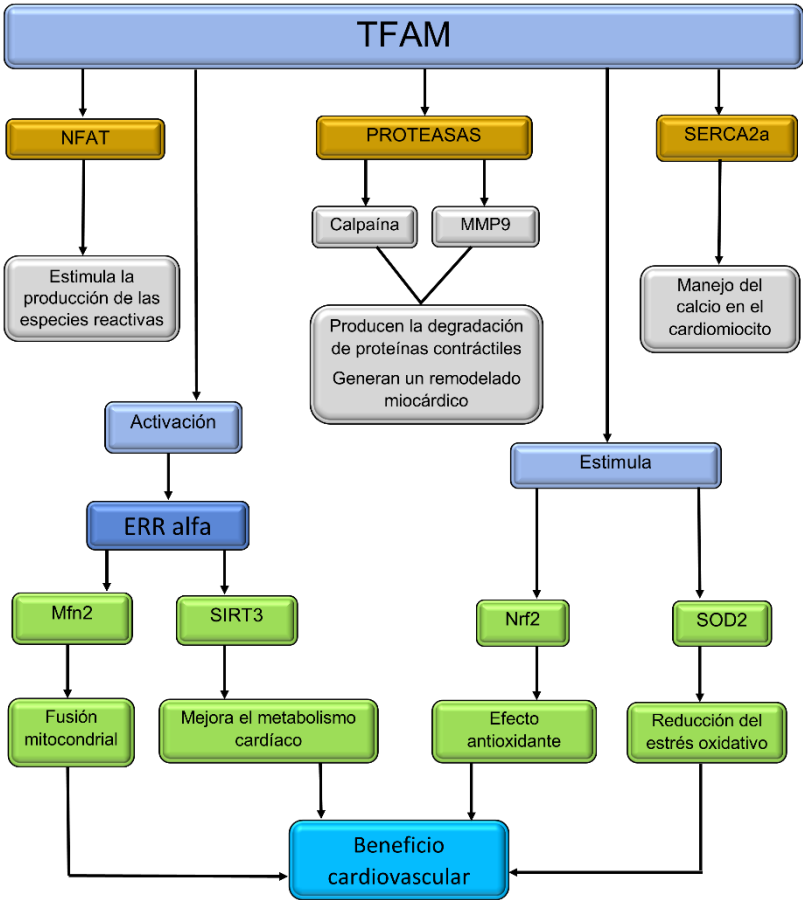 TFAM
NFAT
PROTEASAS
SERCA2a
Calpaína
MMP9
Estimula la
producción de las
especies reactivas
Manejo del
calcio en el
cardiomiocito
Producen la degradación
de proteínas contráctiles
Generan un remodelado
miocárdico
Activación
Estimula
ERR alfa
Mfn2
SIRT3
Nrf2
SOD2
Fusión
mitocondrial
Mejora el metabolismo
cardíaco
Efecto
antioxidante
Reducción del
estrés oxidativo
Beneficio
cardiovascular